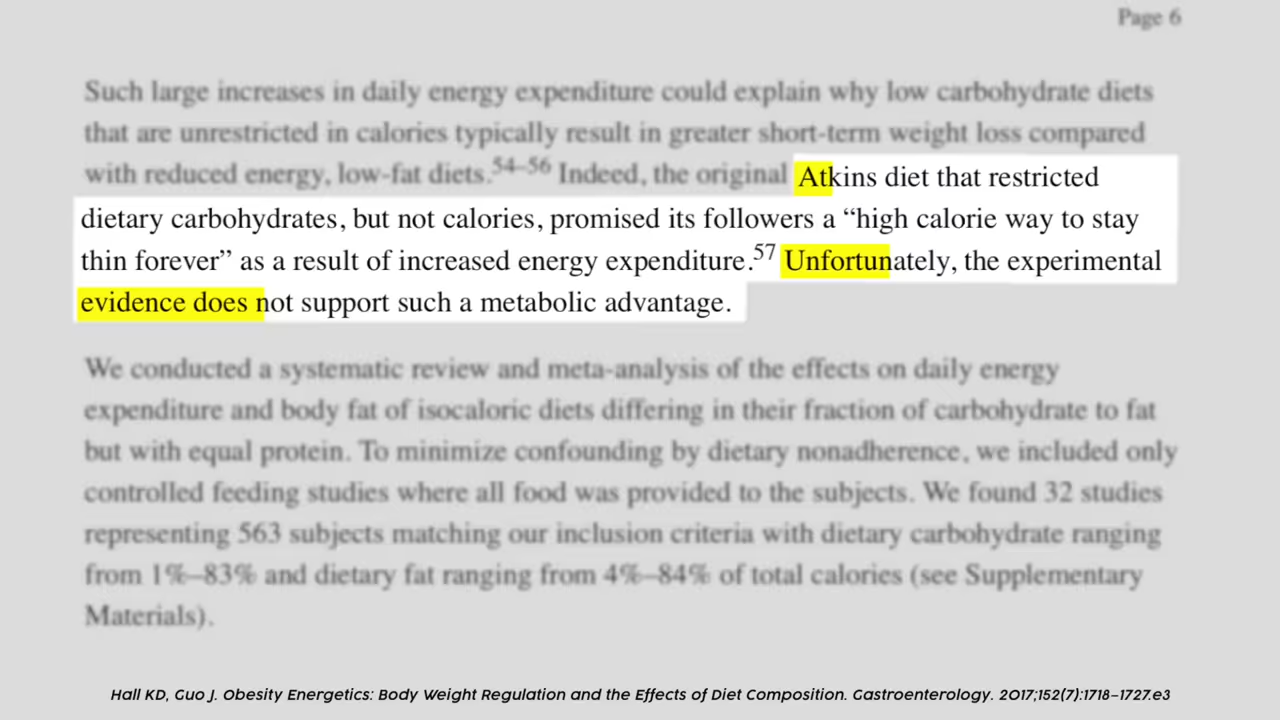 Page 6
Such large increases in daily energy expenditure could explain why low carbohydrate diets
that are unrestricted in calories typically result in greater short-term weight loss compared
with reduced energy, low-fat diets.54–56 Indeed, the original Atkins diet that restricted
dietary carbohydrates, but not calories, promised its followers a “high calorie way to stay
thin forever” as a result of increased energy expenditure.57 Unfortunately, the experimental
evidence does not support such a metabolic advantage.
We conducted a systematic review and meta-analysis of the effects on daily energy
expenditure and body fat of isocaloric diets differing in their fraction of carbohydrate to fat
but with equal protein. To minimize confounding by dietary nonadherence, we included only
controlled feeding studies where all food was provided to the subjects. We found 32 studies
representing 563 subjects matching our inclusion criteria with dietary carbohydrate ranging
from 1%–83% and dietary fat ranging from 4%–84% of total calories (see Supplementary
Materials).
Hall KD, Guo J. Obesity Energetics: Body Weight Regulation and the Effects of Diet Composition. Gastroenterology. 2017;152(7):1718–1727.e3